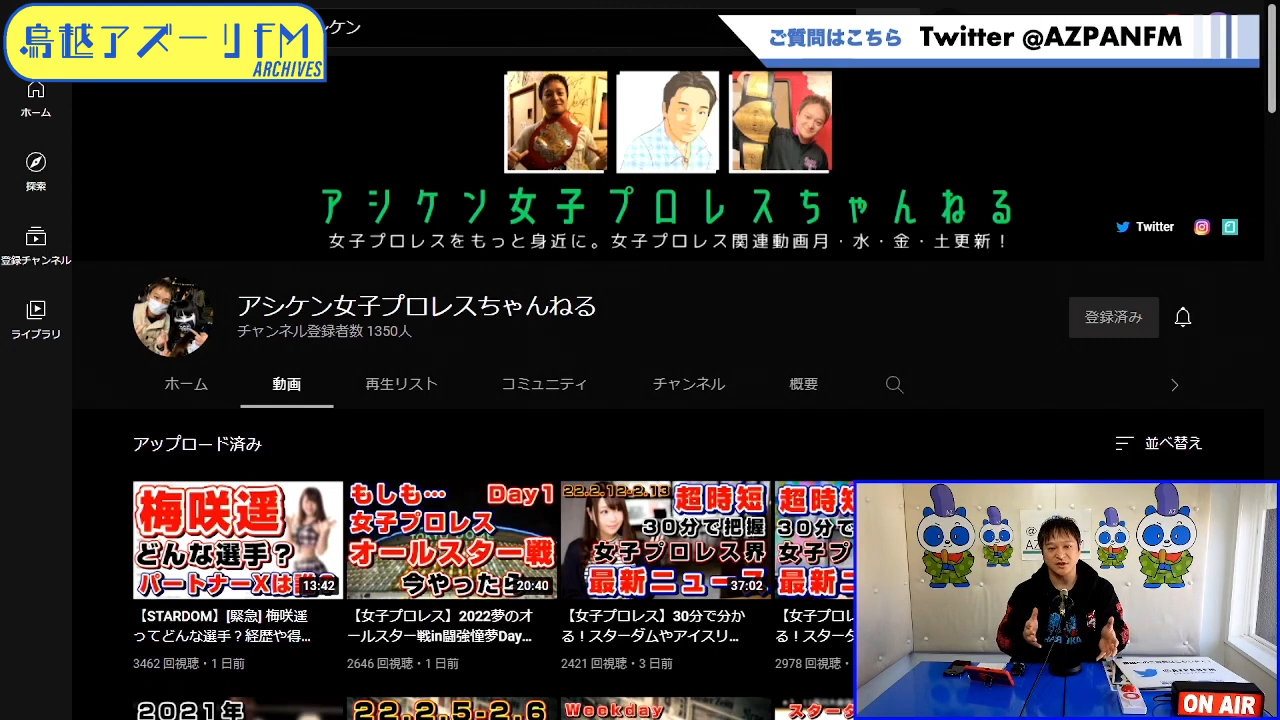 鳥越アズーリFM
ARCHIVES
ケン
ご質問はこちら Twitter @AZPANFM
ホーム
探索
登録チャンネル
ライブラリ
アシケン女子プロレスちゃんねる
女子プロレスをもっと身近に。女子プロレス関連動画月・水・金・土更新！
Twitter
アシケン女子プロレスちゃんねる
チャンネル登録者数 1350人
登録済み
ホーム 動画 再生リスト コミュニティ チャンネル 概要
アップロード済み
並べ替え
梅咲遥
どんな選手？
パートナーXは
13:42
【STARDOM】[緊急] 梅咲遥
ってどんな選手？経歴や得...
3462 回視聴・1 日前
もしも… Day1
女子プロレス
オールスター戦
今やったら
20:40
【女子プロレス】2022夢のオ
ールスター戦in闘強憧夢Day...
2646 回視聴・1 日前
22.2.12-2.13
超時短
30分で把握
女子プロレス界
最新ニュース
37:02
【女子プロレス】30分で分か
る！スターダムやアイスリ...
2421 回視聴・3 日前
超時
30分
女子プ
最新
【女子プロレ
る！スターダ
2978 回視聴・
2021年
22.2.5-2.6
Weekday
スターダ
AZ
AZ
@AZPANFM
ON AIR